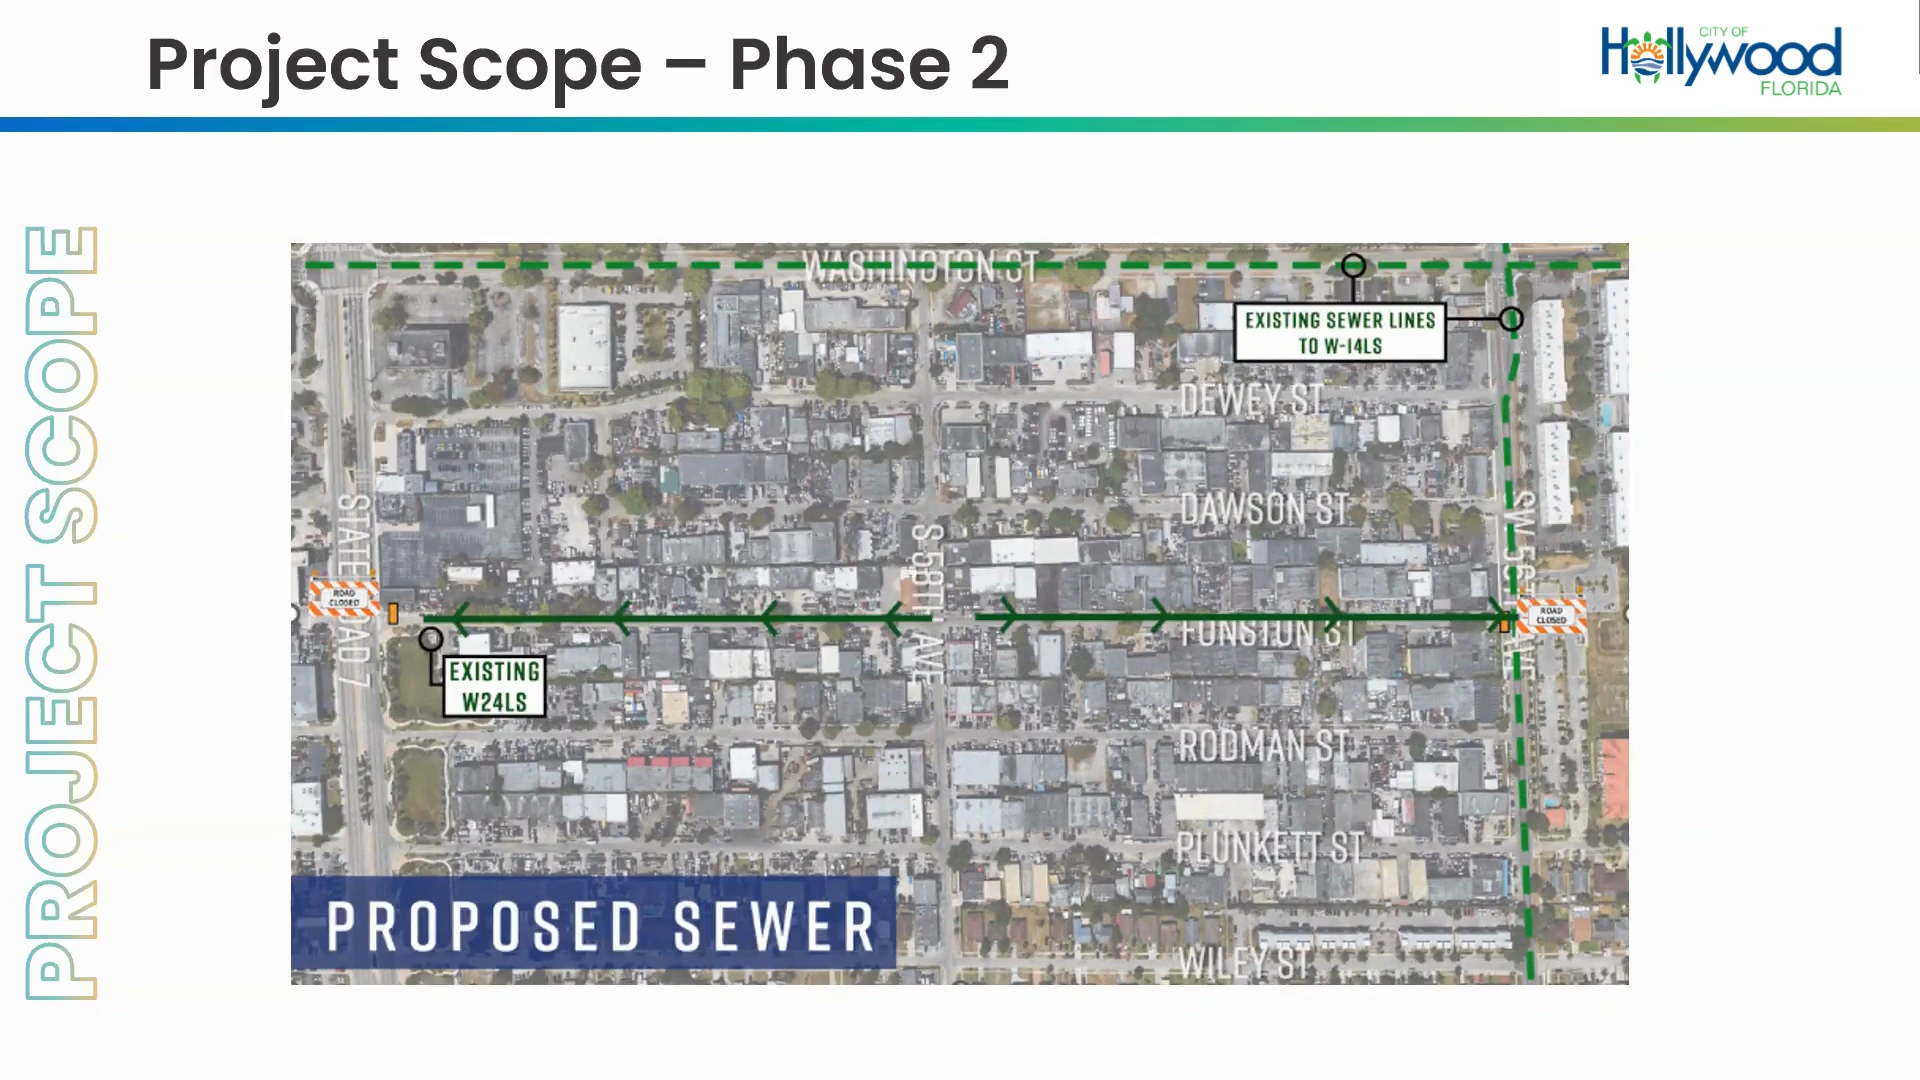 Project Scope – Phase 2
CITY OF
Hollywood
FLORIDA
PROJECT SCOPE
WASHINGTON ST
EXISTING SEWER LINES
TO W-14LS
DEWEY ST
DAWSON ST
STATE ROAD 7
S 58TH AVE
SW 56TH AVE
ROAD
CLOSED
ROAD
CLOSED
FUNSTON ST
EXISTING
W24LS
RODMAN ST
PLUNKETT ST
PROPOSED SEWER
WILEY ST